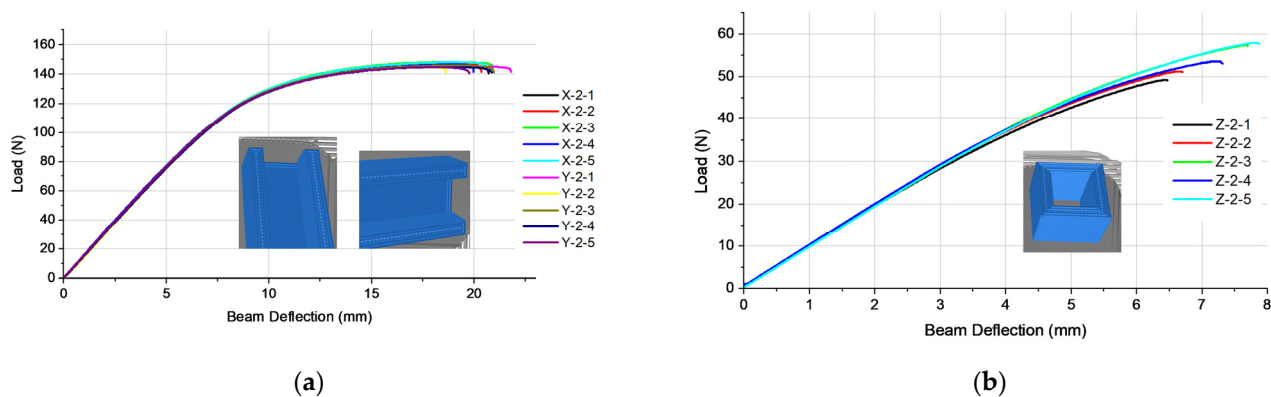 160
140
120
100
80
60
40
20
0
Load (N)
0
5
10
15
20
Beam Deflection (mm)
X-2-1
X-2-2
X-2-3
X-2-4
X-2-5
Y-2-1
Y-2-2
Y-2-3
Y-2-4
Y-2-5
(a)
60
50
40
30
20
10
0
Load (N)
0
1
2
3
4
5
6
7
8
Beam Deflection (mm)
Z-2-1
Z-2-2
Z-2-3
Z-2-4
Z-2-5
(b)